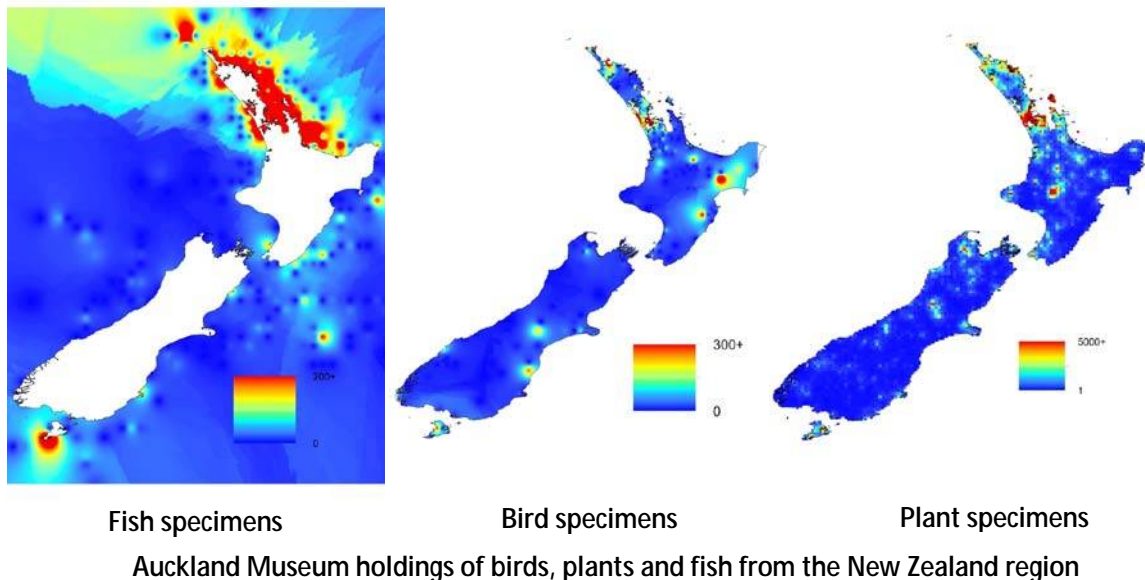 200+
0
300+
0
5000+
1
Fish specimens
Bird specimens
Plant specimens
Auckland Museum holdings of birds, plants and fish from the New Zealand region